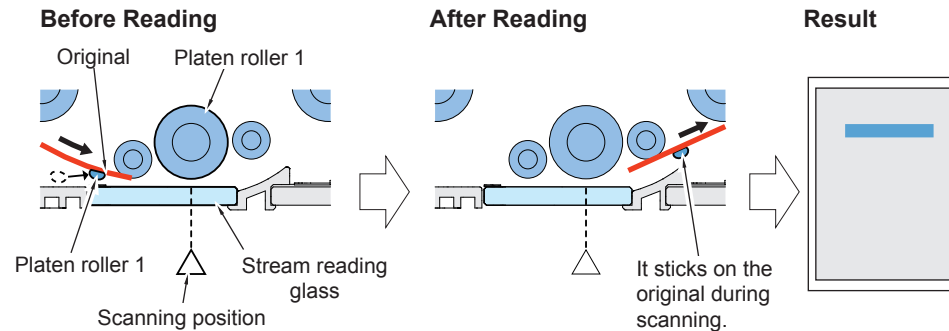 Before Reading
After Reading
Result
Original
Platen roller 1
Platen roller 1
Stream reading
glass
Scanning position
It sticks on the
original during
scanning.